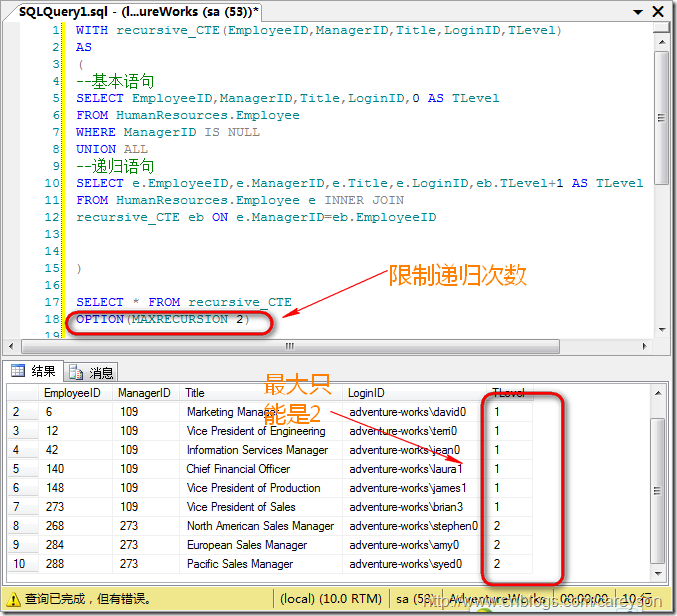 SQLQuery1.sql - (l...ureWorks (sa (53))*
1 WITH recursive_CTE(EmployeeID,ManagerID,Title,LoginID,TLevel)
2 AS
3 (
4 --基本语句
5 SELECT EmployeeID,ManagerID,Title,LoginID,0 AS TLevel
6 FROM HumanResources.Employee
7 WHERE ManagerID IS NULL
8 UNION ALL
9 --递归语句
10 SELECT e.EmployeeID,e.ManagerID,e.Title,e.LoginID,eb.TLevel+1 AS TLevel
11 FROM HumanResources.Employee e INNER JOIN
12 recursive_CTE eb ON e.ManagerID=eb.EmployeeID
13
14
15 )
限制递归次数
16
17 SELECT * FROM recursive_CTE
18 OPTION(MAXRECURSION 2)
19
结果 消息
最大只
能是2
EmployeeID ManagerID Title LoginID TLevel
2 6 109 Marketing Manager adventure-works\david0 1
3 12 109 Vice President of Engineering adventure-works\terri0 1
4 42 109 Information Services Manager adventure-works\jean0 1
5 140 109 Chief Financial Officer adventure-works\laura1 1
6 148 109 Vice President of Production adventure-works\james1 1
7 273 109 Vice President of Sales adventure-works\brian3 1
8 268 273 North American Sales Manager adventure-works\stephen0 2
9 284 273 European Sales Manager adventure-works\amy0 2
10 288 273 Pacific Sales Manager adventure-works\syed0 2
查询已完成，但有错误。 (local) (10.0 RTM) sa (53) AdventureWorks 00:00:00 10 行
http://www.cnblogs.com/careyson